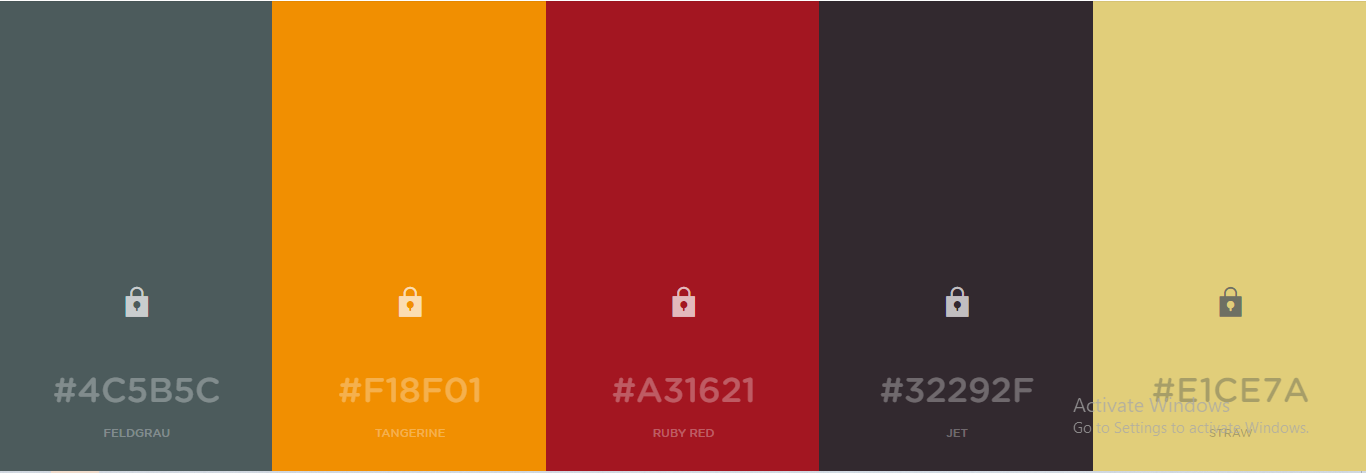 #4C5B5C
FELDGRAU
#F18F01
TANGERINE
#A31621
RUBY RED
#32292F
JET
#E1CE7A
STRAW
Activate Windows
Go to Settings to activate Windows.